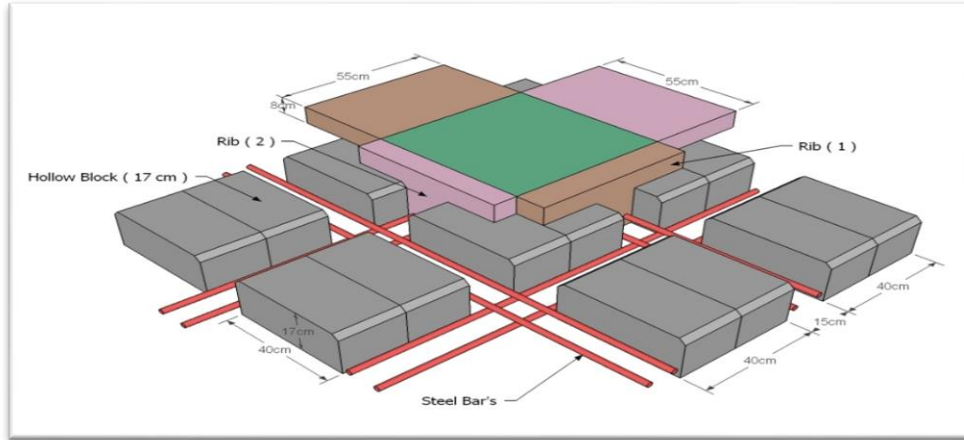 55cm
55cm
8cm
Rib ( 2 )
Rib ( 1 )
Hollow Block ( 17 cm )
40cm
15cm
17cm
40cm
40cm
Steel Bar's